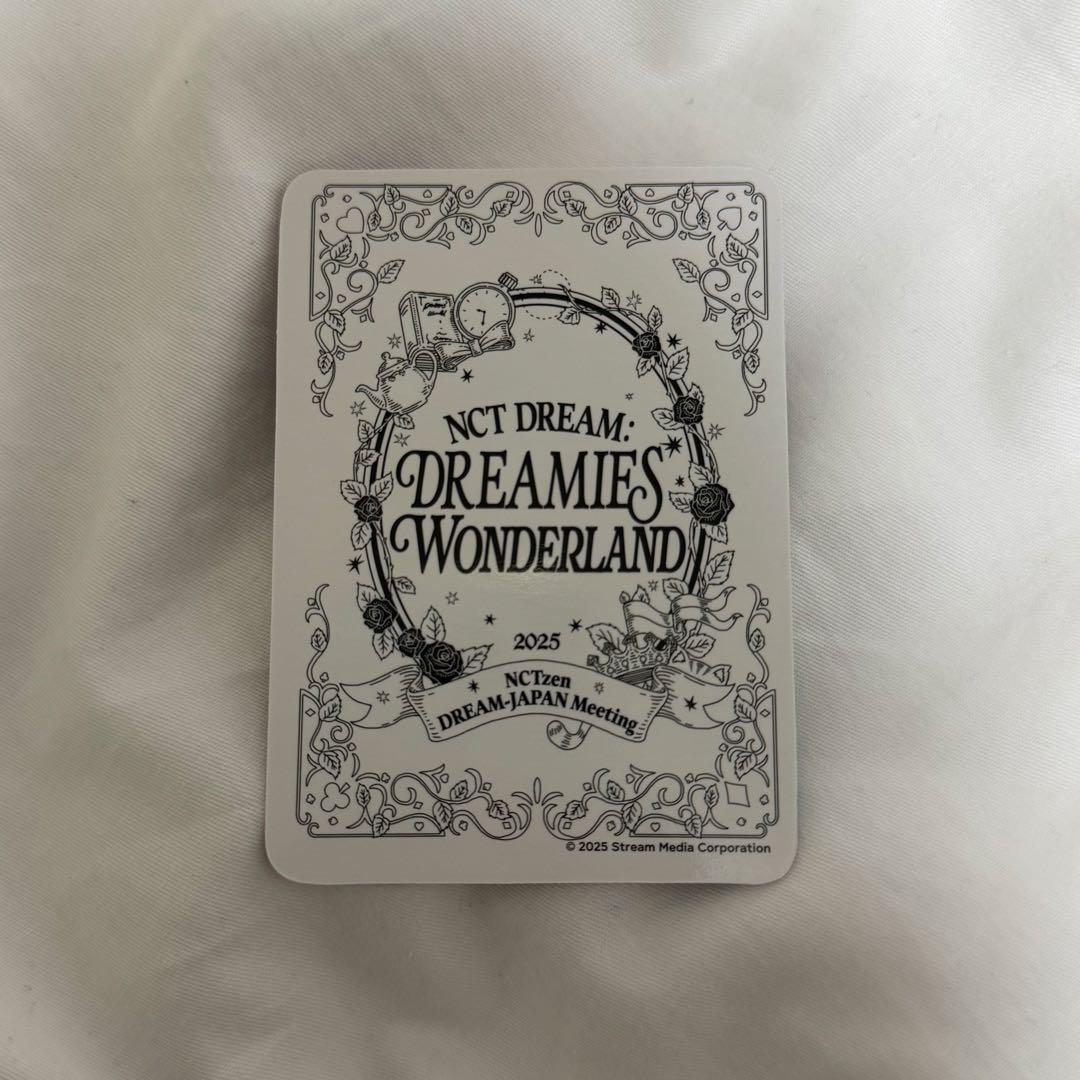 NCT DREAM:
DREAMIES
WONDERLAND
2025
NCTzen
DREAM-JAPAN Meeting
© 2025 Stream Media Corporation